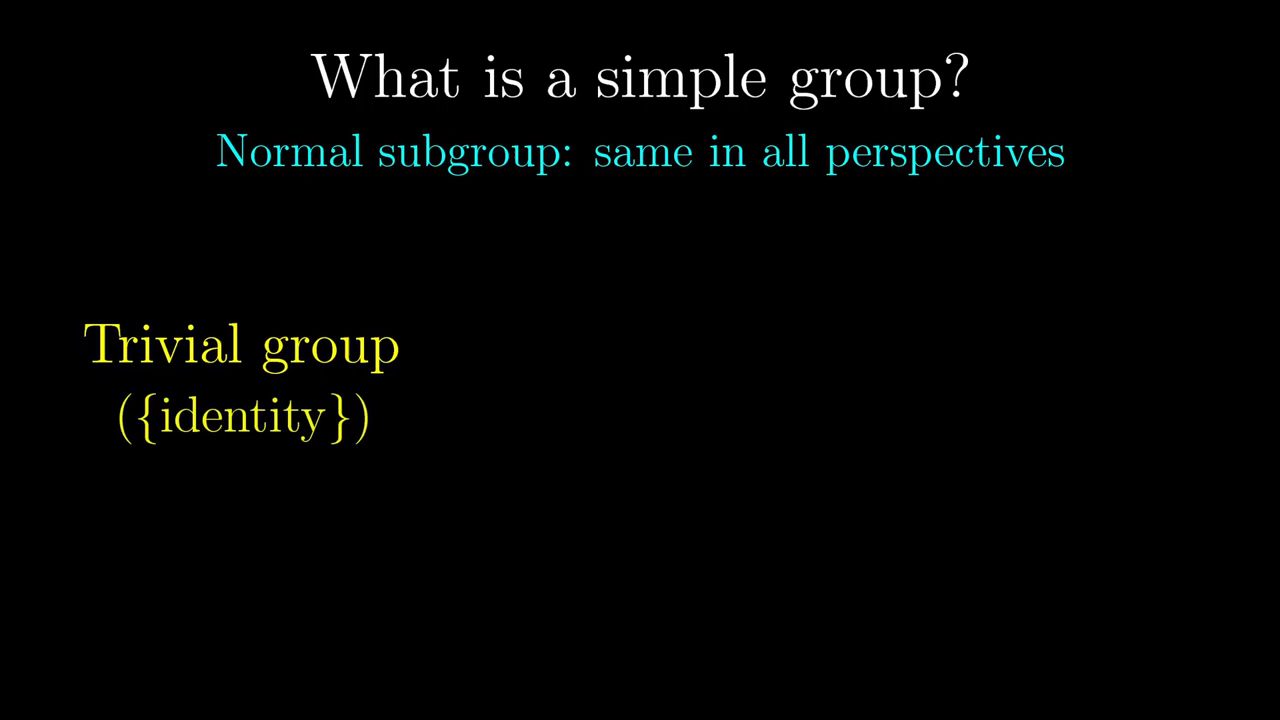 What is a simple group?
Normal subgroup: same in all perspectives
Trivial group
({identity})